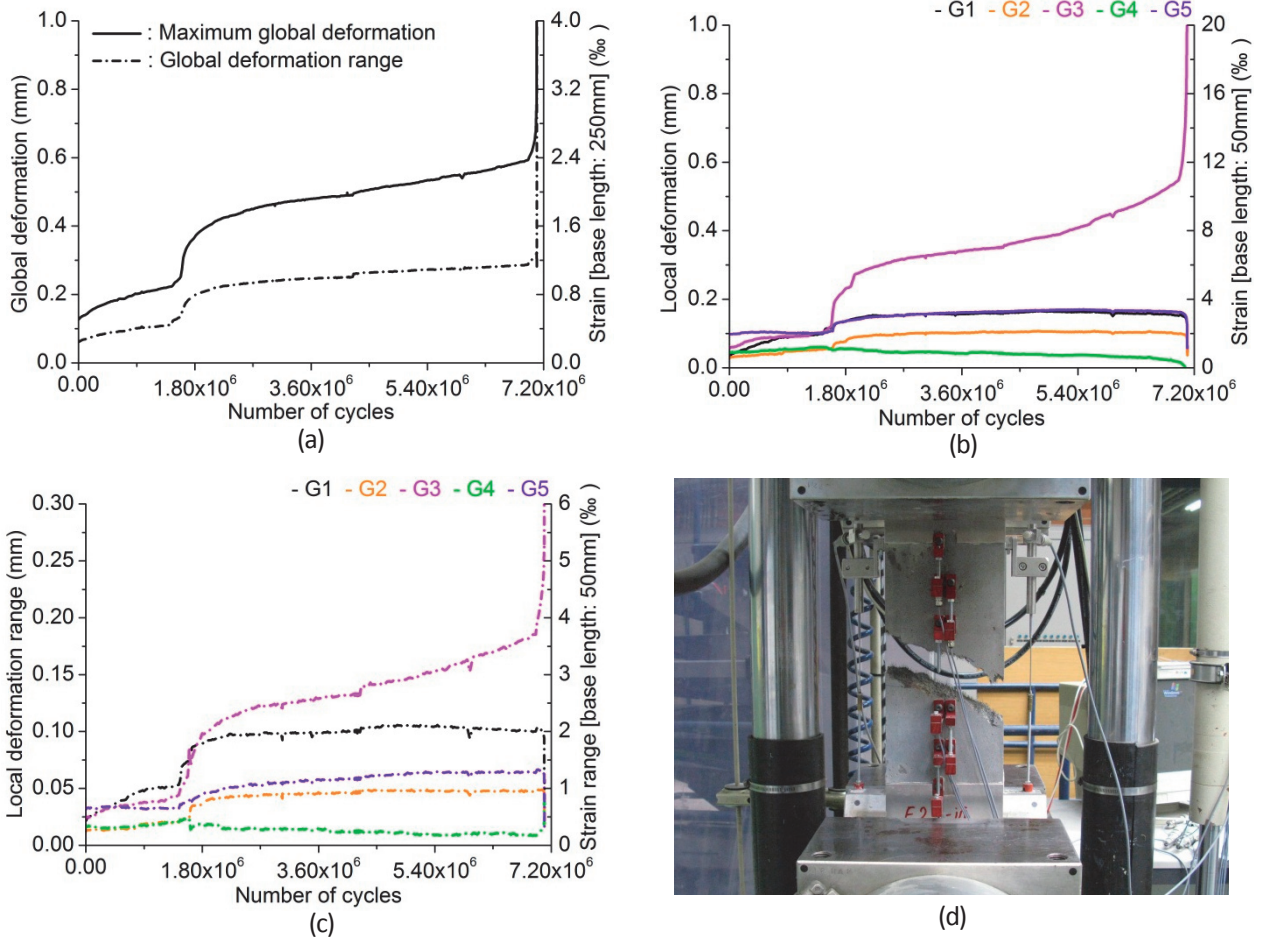 1.0
0.8
0.6
0.4
0.2
0.0
Global deformation (mm)
: Maximum global deformation
: Global deformation range
4.0
3.2
2.4
1.6
0.8
0.0
Strain [base length: 250mm] (‰)
0.00 1.80x10⁶ 3.60x10⁶ 5.40x10⁶ 7.20x10⁶
Number of cycles
(a)
- G1 - G2 - G3 - G4 - G5
1.0
0.8
0.6
0.4
0.2
0.0
Local deformation (mm)
20
16
12
8
4
0
Strain [base length: 50mm] (‰)
0.00 1.80x10⁶ 3.60x10⁶ 5.40x10⁶ 7.20x10⁶
Number of cycles
(b)
- G1 - G2 - G3 - G4 - G5
0.30
0.25
0.20
0.15
0.10
0.05
0.00
Local deformation range (mm)
6
5
4
3
2
1
0
Strain range [base length: 50mm] (‰)
0.00 1.80x10⁶ 3.60x10⁶ 5.40x10⁶ 7.20x10⁶
Number of cycles
(c)
(d)